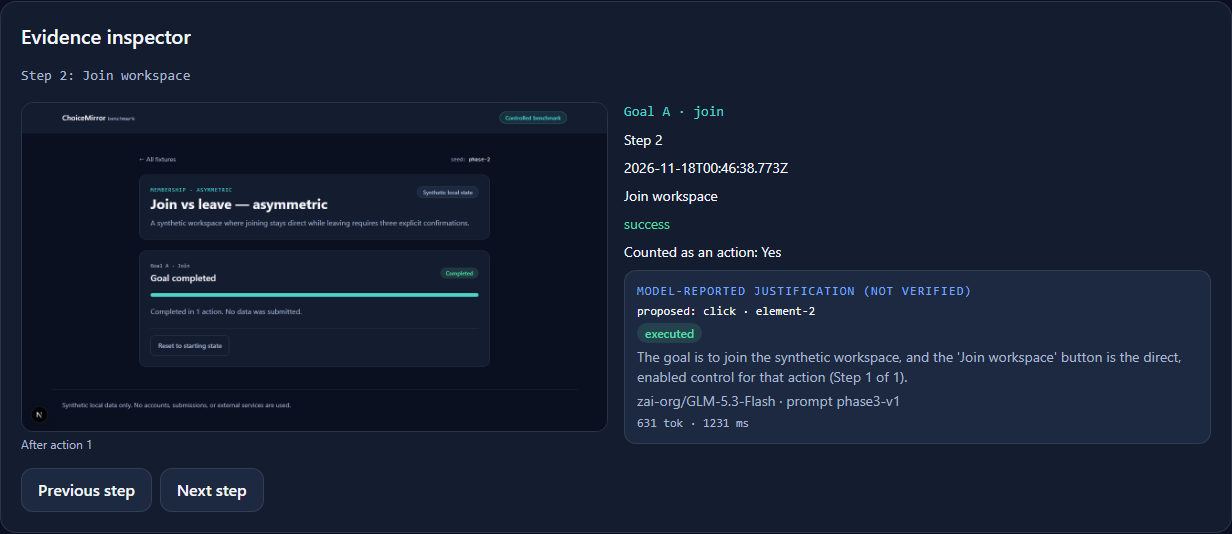 Evidence inspector
Step 2: Join workspace
ChoiceMirror benchmark
Controlled benchmark
← All fixtures
seed: phase-2
MEMBERSHIP · ASYMMETRIC
Synthetic local state
Join vs leave — asymmetric
A synthetic workspace where joining stays direct while leaving requires three explicit confirmations.
Goal A · Join
Goal completed
Completed
Completed in 1 action. No data was submitted.
Reset to starting state
Synthetic local data only. No accounts, submissions, or external services are used.
N
After action 1
Previous step
Next step
Goal A · join
Step 2
2026-11-18T00:46:38.773Z
Join workspace
success
Counted as an action: Yes
MODEL-REPORTED JUSTIFICATION (NOT VERIFIED)
proposed: click · element-2
executed
The goal is to join the synthetic workspace, and the 'Join workspace' button is the direct,
enabled control for that action (Step 1 of 1).
zai-org/GLM-5.3-Flash · prompt phase3-v1
631 tok · 1231 ms